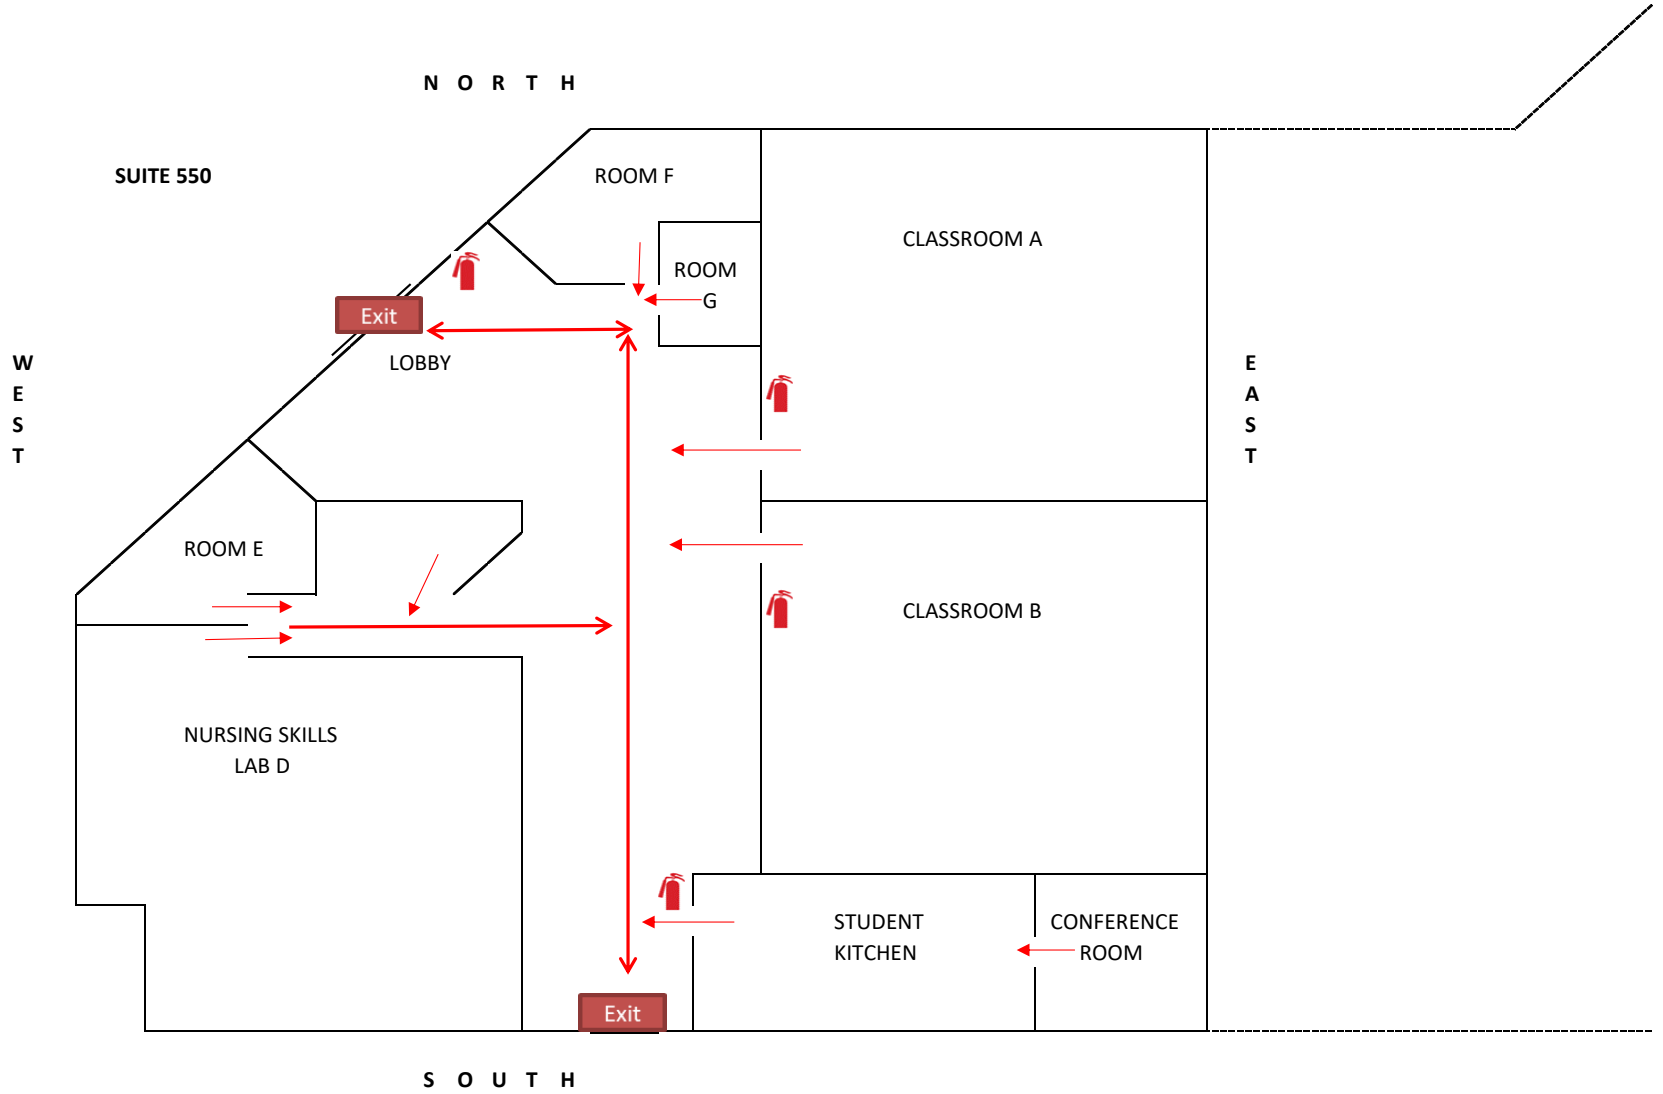 N O R T H
SUITE 550
ROOM F
CLASSROOM A
ROOM
G
Exit
LOBBY
W
E
S
T
E
A
S
T
ROOM E
CLASSROOM B
NURSING SKILLS
LAB D
STUDENT
KITCHEN
CONFERENCE
ROOM
Exit
S O U T H